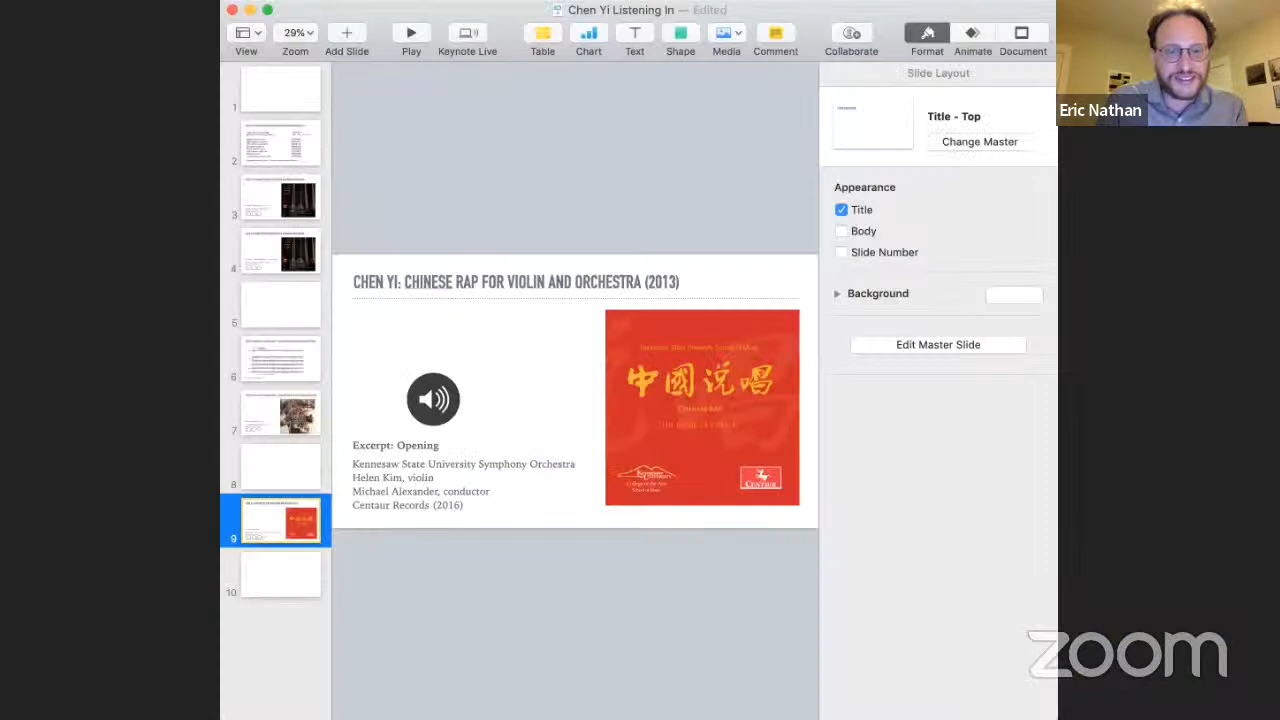 Chen Yi Listening In — Edited
29%
View
Zoom
Add Slide
Play
Keynote Live
Table
Chart
Text
Shape
Media
Comment
Collaborate
Format
Animate
Document
Eric Nathan
1
2
3
4
5
6
7
8
9
10
CHEN YI: CHINESE RAP FOR VIOLIN AND ORCHESTRA (2013)
中國说唱
CHINESE RAP
Excerpt: Opening
Kennesaw State University Symphony Orchestra
Helen Kim, violin
Michael Alexander, conductor
Centaur Records (2016)
CENTAUR
Slide Layout
Title - Top
Change Master
Appearance
Title
Body
Slide Number
Background
Edit Master Slide
zoom